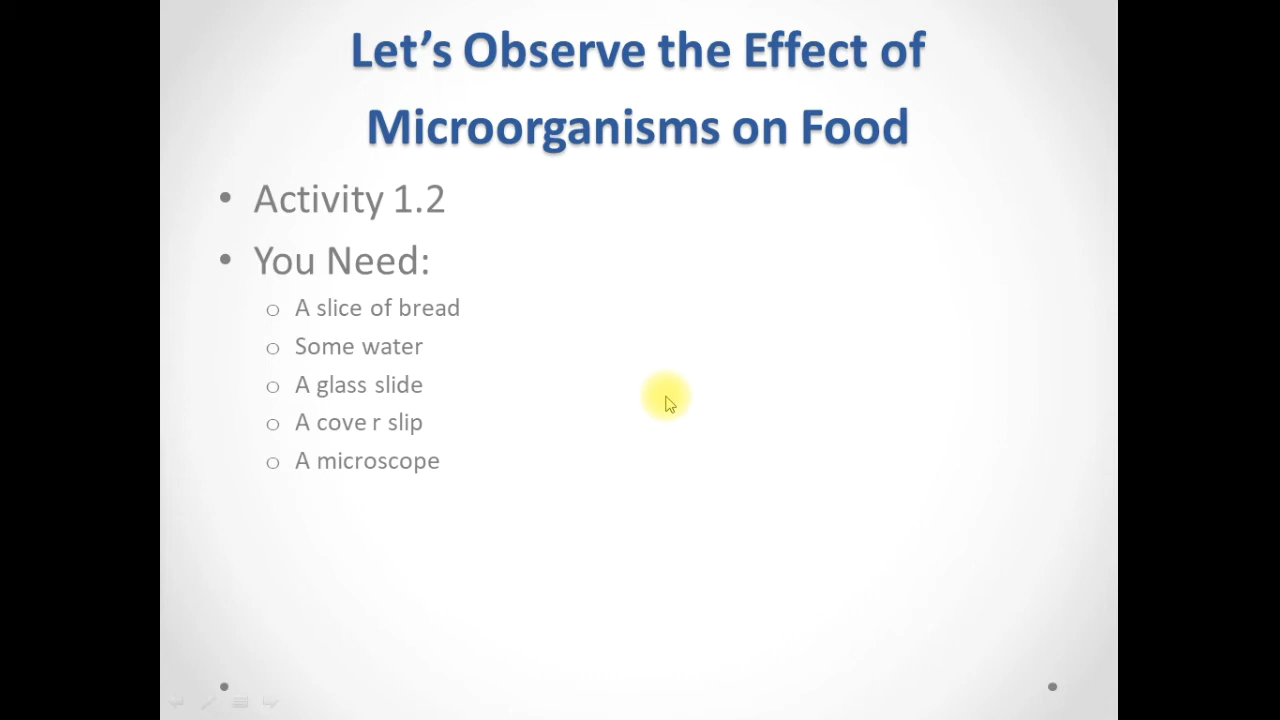 Let's Observe the Effect of
Microorganisms on Food
• Activity 1.2
• You Need:
o A slice of bread
o Some water
o A glass slide
o A cove r slip
o A microscope